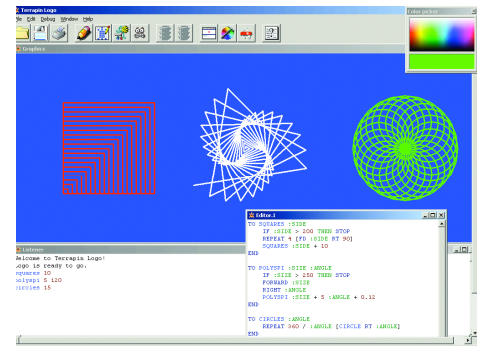 Terrapin Logo
Color picker
Edit Debug Window Help
Graphics
Editor.1
TO SQUARES :SIDE
IF :SIDE > 200 THEN STOP
REPEAT 4 [FD :SIDE RT 90]
SQUARES :SIDE + 10
END
TO POLYSPI :SIZE :ANGLE
IF :SIZE > 250 THEN STOP
FORWARD :SIZE
RIGHT :ANGLE
POLYSPI :SIZE + 5 :ANGLE + 0.12
END
TO CIRCLES :ANGLE
REPEAT 360 / :ANGLE [CIRCLE RT :ANGLE]
END
Listener
Welcome to Terrapin Logo!
Logo is ready to go.
squares 10
polyspi 5 120
circles 15